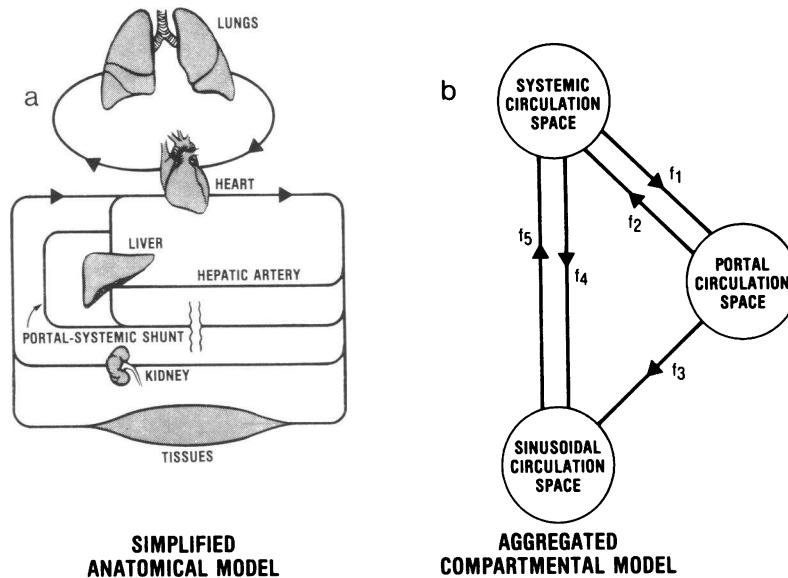 LUNGS
a
HEART
LIVER
HEPATIC ARTERY
PORTAL-SYSTEMIC SHUNT
KIDNEY
TISSUES
SIMPLIFIED
ANATOMICAL MODEL
b
SYSTEMIC
CIRCULATION
SPACE
f1
f2
f5
f4
PORTAL
CIRCULATION
SPACE
f3
SINUSOIDAL
CIRCULATION
SPACE
AGGREGATED
COMPARTMENTAL MODEL